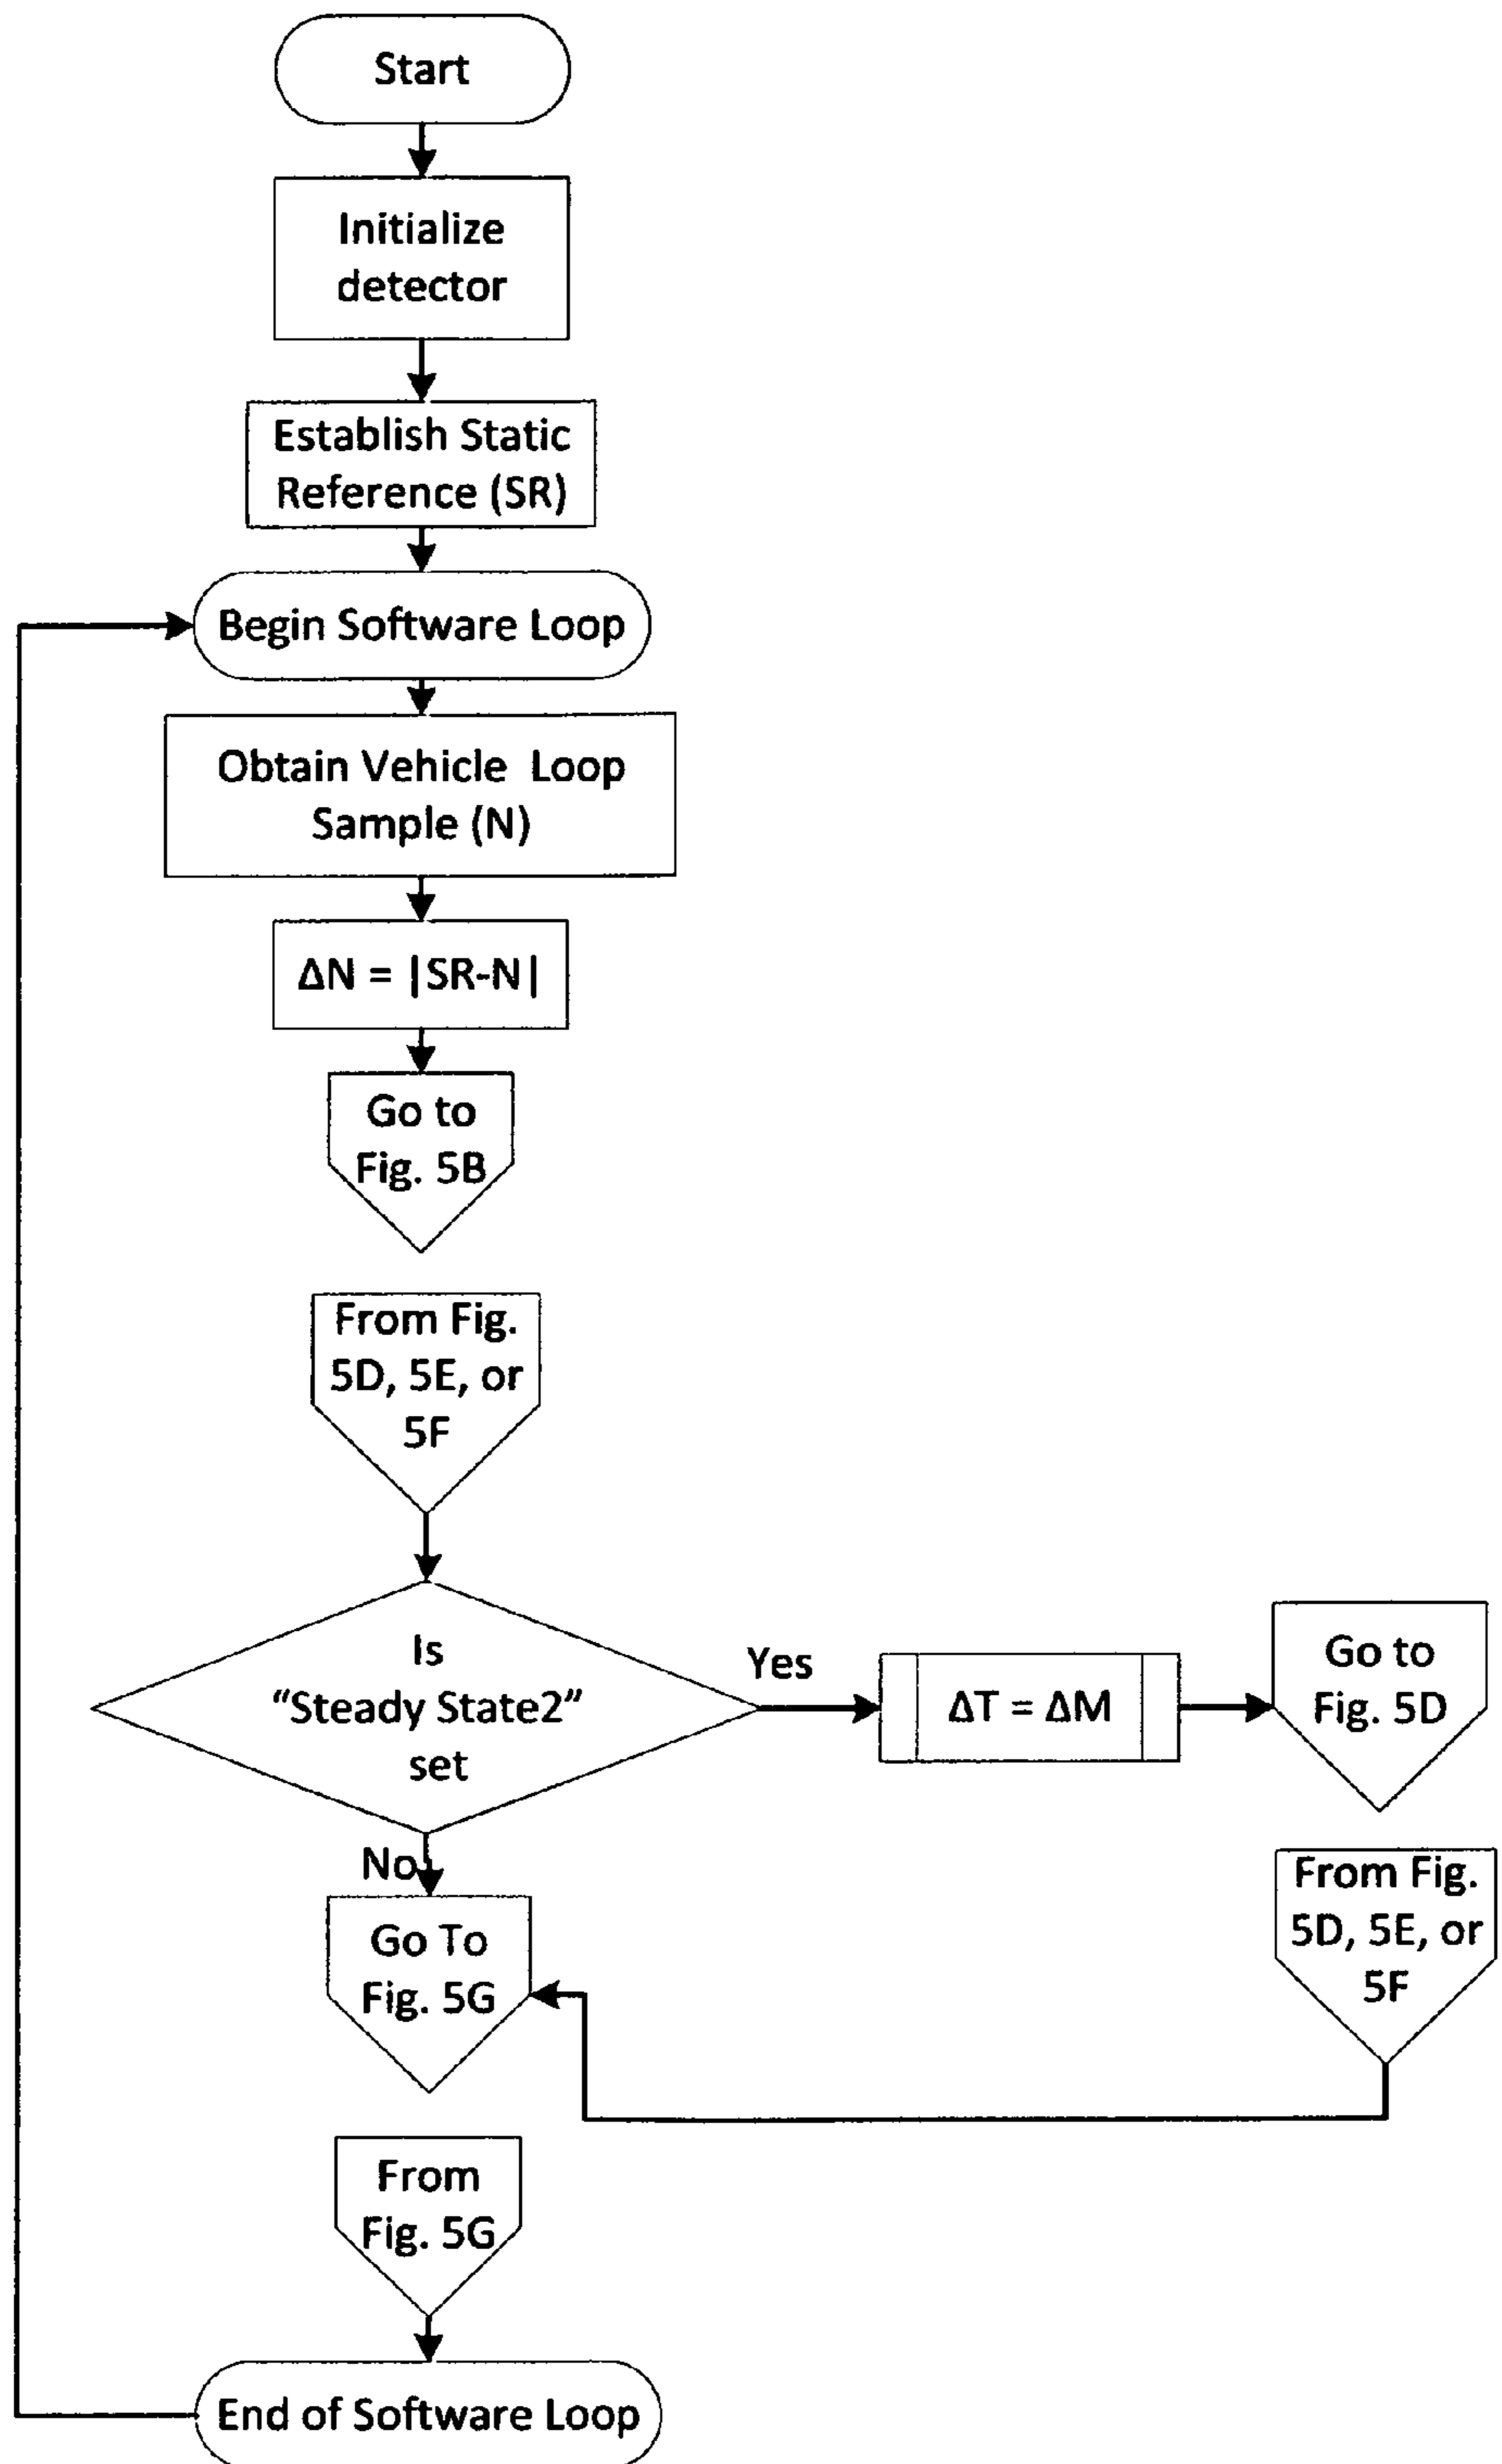 Start
Initialize
detector
Establish Static
Reference (SR)
Begin Software Loop
Obtain Vehicle Loop
Sample (N)
ΔN = |SR-N|
Go to
Fig. 5B
From Fig.
5D, 5E, or
5F
Is
“Steady State2”
set
Yes
ΔT = ΔM
Go to
Fig. 5D
No
Go To
Fig. 5G
From Fig.
5D, 5E, or
5F
From
Fig. 5G
End of Software Loop